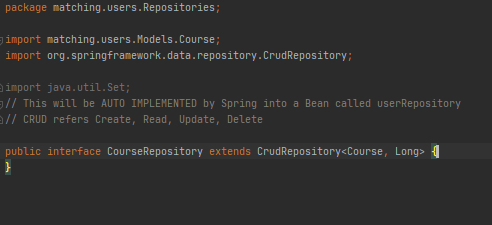 package matching.users.Repositories;
import matching.users.Models.Course;
import org.springframework.data.repository.CrudRepository;
import java.util.Set;
// This will be AUTO IMPLEMENTED by Spring into a Bean called userRepository
// CRUD refers Create, Read, Update, Delete
public interface CourseRepository extends CrudRepository<Course, Long> {
}